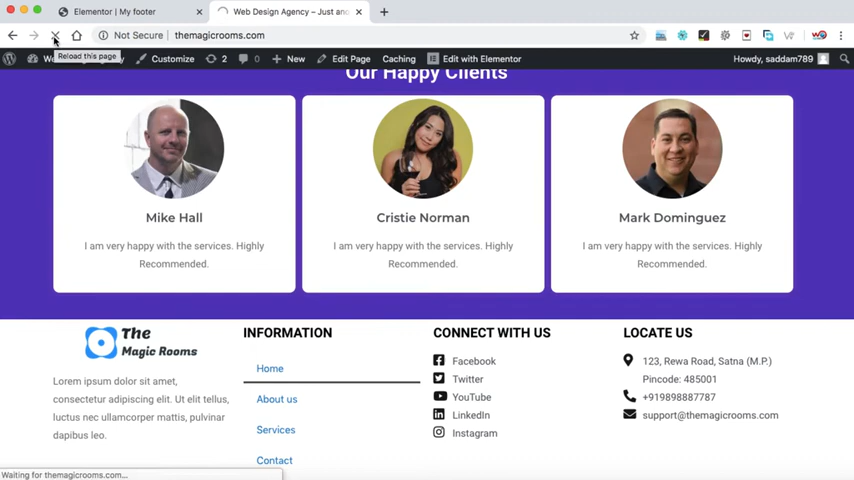 Elementor | My footer
Web Design Agency – Just and
Not Secure
themagicrooms.com
Reload this page
Customize
2
0
New
Edit Page
Caching
Edit with Elementor
Howdy, saddam789
Our Happy Clients
Mike Hall
I am very happy with the services. Highly
Recommended.
Cristie Norman
I am very happy with the services. Highly
Recommended.
Mark Dominguez
I am very happy with the services. Highly
Recommended.
The
Magic Rooms
Lorem ipsum dolor sit amet,
consectetur adipiscing elit. Ut elit tellus,
luctus nec ullamcorper mattis, pulvinar
dapibus leo.
INFORMATION
Home
About us
Services
Contact
CONNECT WITH US
Facebook
Twitter
YouTube
LinkedIn
Instagram
LOCATE US
123, Rewa Road, Satna (M.P.)
Pincode: 485001
+919898887787
support@themagicrooms.com
Waiting for themagicrooms.com...